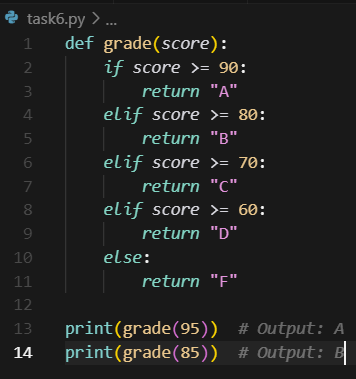 task6.py > ...
1 def grade(score):
2     if score >= 90:
3         return "A"
4     elif score >= 80:
5         return "B"
6     elif score >= 70:
7         return "C"
8     elif score >= 60:
9         return "D"
10     else:
11         return "F"
12
13 print(grade(95))  # Output: A
14 print(grade(85))  # Output: B